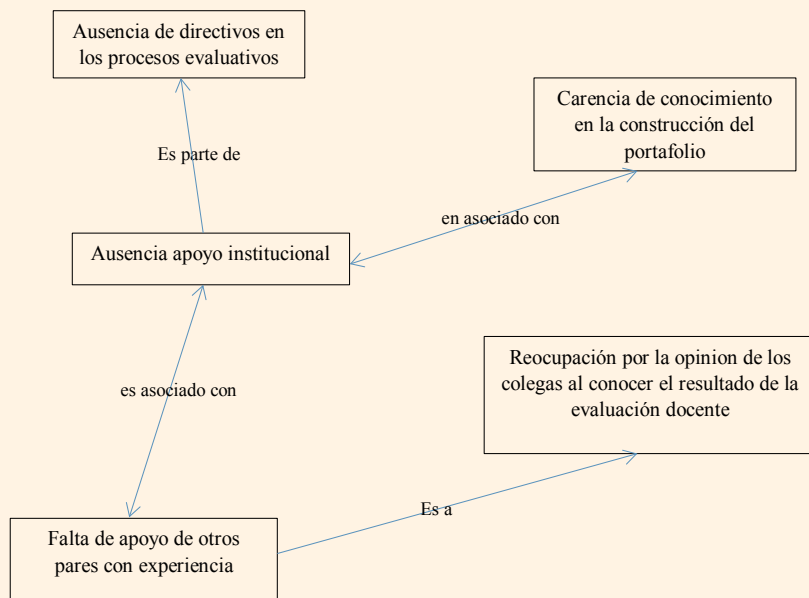 Ausencia de directivos en
los procesos evaluativos
Carencia de conocimiento
en la construcción del
portafolio
Es parte de
en asociado con
Ausencia apoyo institucional
Reocupación por la opinion de los
colegas al conocer el resultado de la
evaluación docente
es asociado con
Es a
Falta de apoyo de otros
pares con experiencia